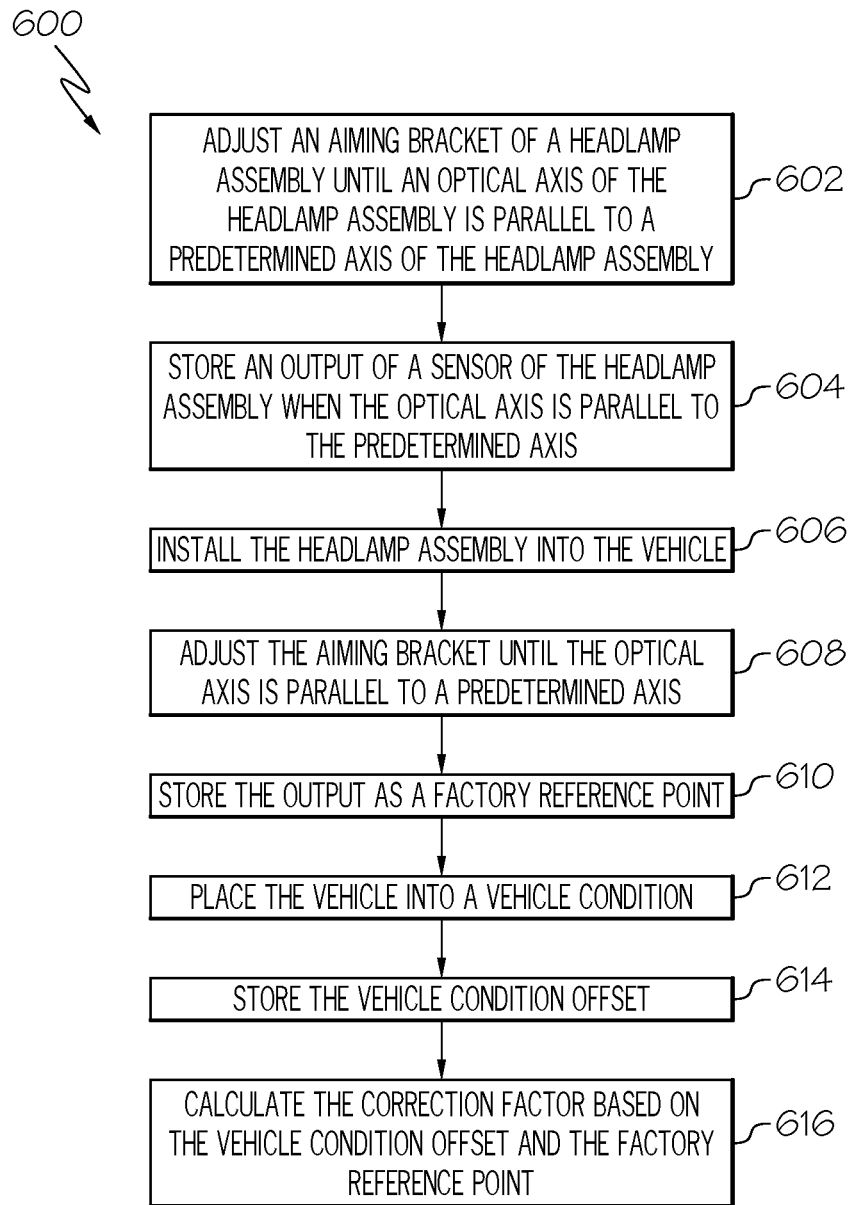 600
ADJUST AN AIMING BRACKET OF A HEADLAMP
ASSEMBLY UNTIL AN OPTICAL AXIS OF THE
HEADLAMP ASSEMBLY IS PARALLEL TO A
PREDETERMINED AXIS OF THE HEADLAMP ASSEMBLY
602
STORE AN OUTPUT OF A SENSOR OF THE HEADLAMP
ASSEMBLY WHEN THE OPTICAL AXIS IS PARALLEL TO
THE PREDETERMINED AXIS
604
INSTALL THE HEADLAMP ASSEMBLY INTO THE VEHICLE
606
ADJUST THE AIMING BRACKET UNTIL THE OPTICAL
AXIS IS PARALLEL TO A PREDETERMINED AXIS
608
STORE THE OUTPUT AS A FACTORY REFERENCE POINT
610
PLACE THE VEHICLE INTO A VEHICLE CONDITION
612
STORE THE VEHICLE CONDITION OFFSET
614
CALCULATE THE CORRECTION FACTOR BASED ON
THE VEHICLE CONDITION OFFSET AND THE FACTORY
REFERENCE POINT
616